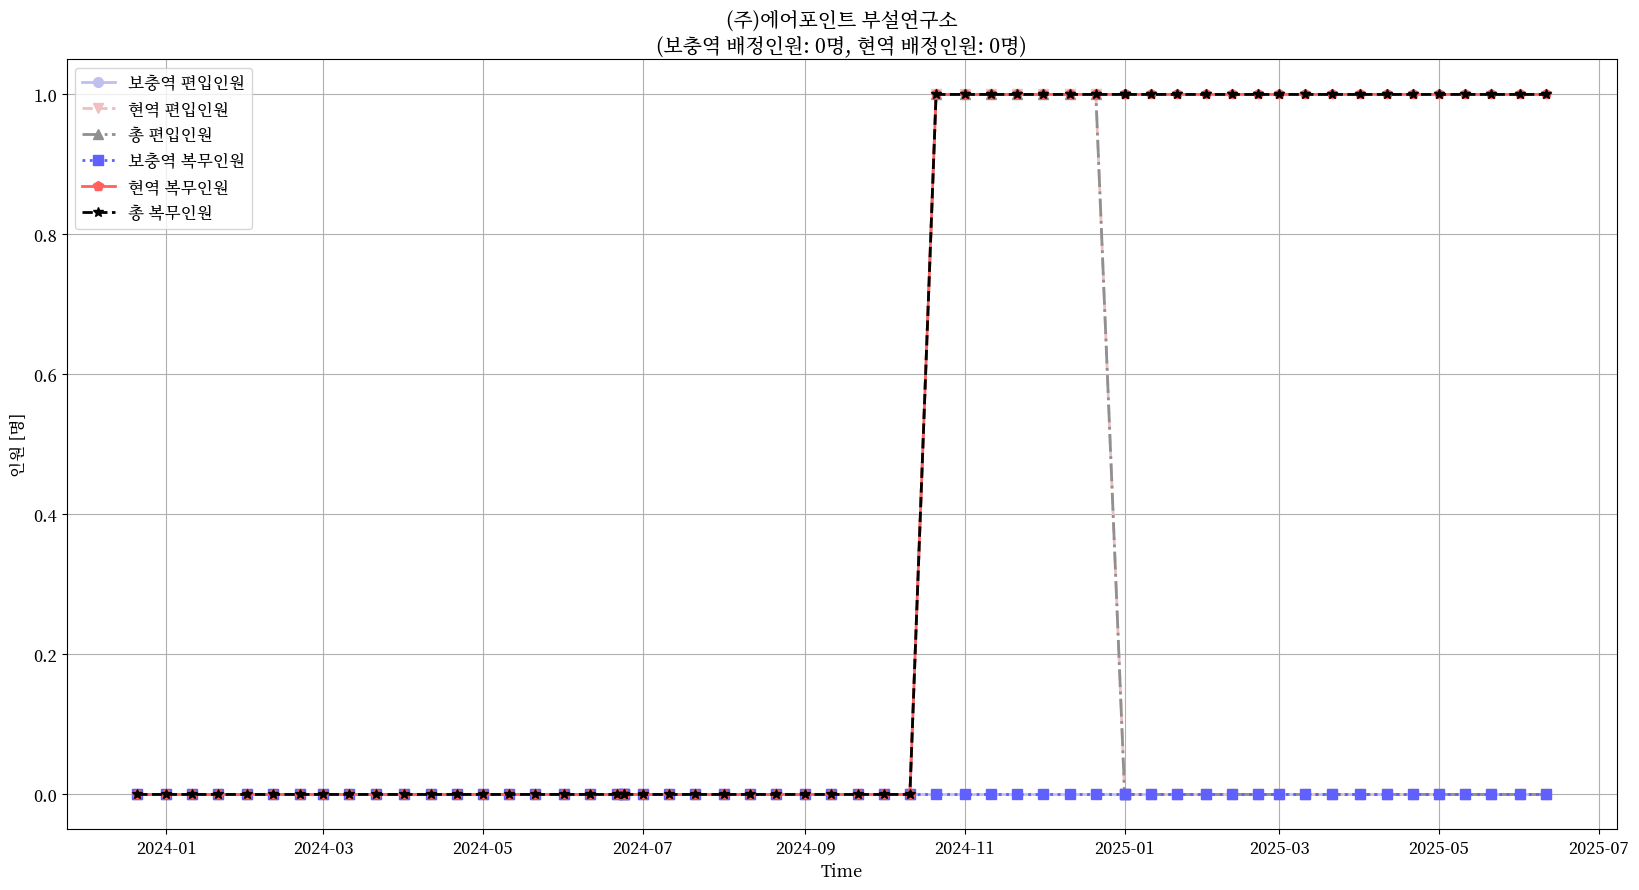 (주)에어포인트 부설연구소
(보충역 배정인원: 0명, 현역 배정인원: 0명)
보충역 편입인원
현역 편입인원
총 편입인원
보충역 복무인원
현역 복무인원
총 복무인원
1.0
0.8
0.6
0.4
0.2
0.0
인원 [명]
2024-01 2024-03 2024-05 2024-07 2024-09 2024-11 2025-01 2025-03 2025-05 2025-07
Time